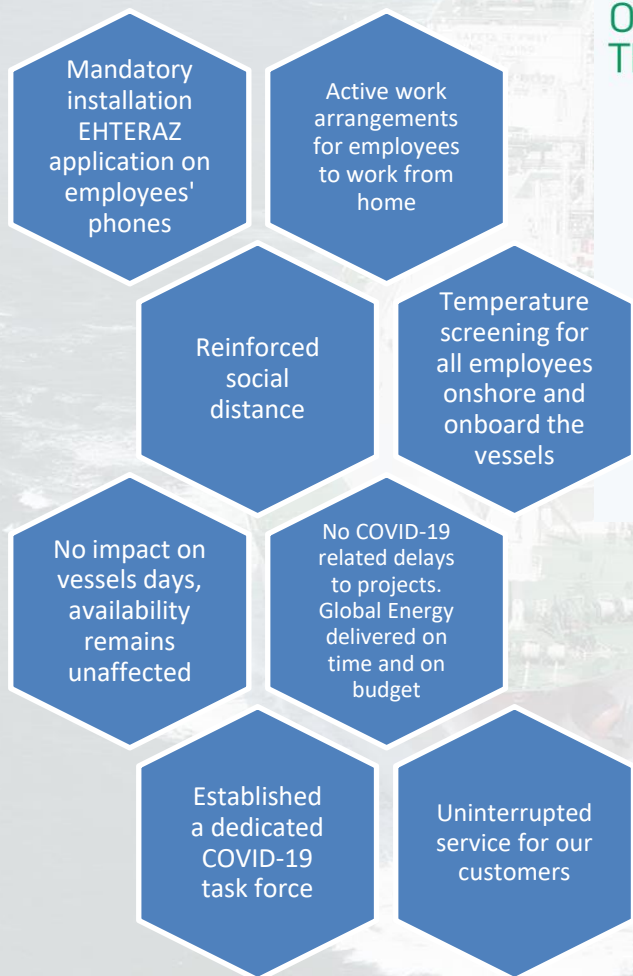 Mandatory
installation
EHTERAZ
application on
employees'
phones
Active work
arrangements
for employees
to work from
home
Reinforced
social
distance
Temperature
screening for
all employees
onshore and
onboard the
vessels
No impact on
vessels days,
availability
remains
unaffected
No COVID-19
related delays
to projects.
Global Energy
delivered on
time and on
budget
Established
a dedicated
COVID-19
task force
Uninterrupted
service for our
customers